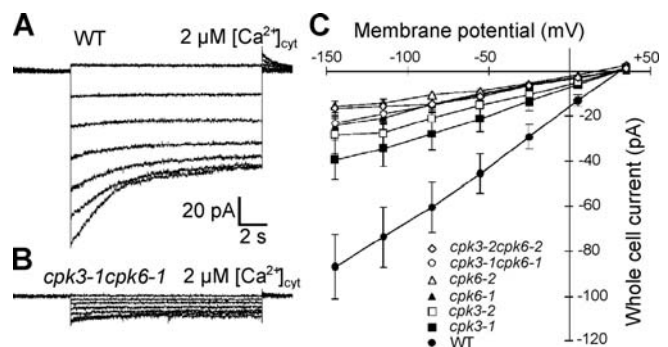 A
WT
2 µM [Ca²⁺]cyt
20 pA
2 s
B
cpk3-1cpk6-1
2 µM [Ca²⁺]cyt
C
Membrane potential (mV)
-150
-100
-50
+50
-20
-40
-60
-80
-100
-120
Whole cell current (pA)
cpk3-2cpk6-2
cpk3-1cpk6-1
cpk6-2
cpk6-1
cpk3-2
cpk3-1
WT